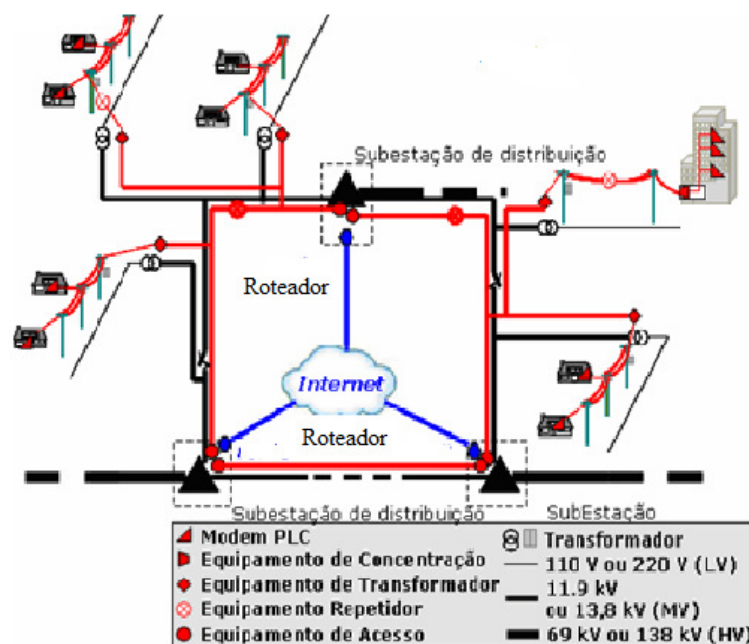 Subestação de distribuição
Roteador
Internet
Roteador
Subestação de distribuição
SubEstação
Modem PLC
Equipamento de Concentração
Equipamento de Transformador
Equipamento Repetidor
Equipamento de Acesso
Transformador
110 V ou 220 V (LV)
11.9 kV
ou 13,8 kV (MV)
69 kV ou 138 kV (HV)